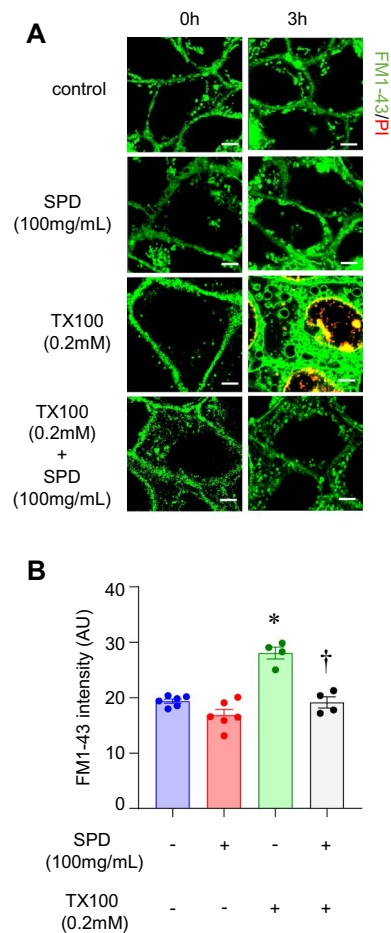 A
0h
3h
FM1-43/PI
control
SPD
(100mg/mL)
TX100
(0.2mM)
TX100
(0.2mM)
+
SPD
(100mg/mL)
B
FM1-43 intensity (AU)
40
30
20
10
0
*
†
SPD
(100mg/mL)
- + - +
TX100
(0.2mM)
- - + +